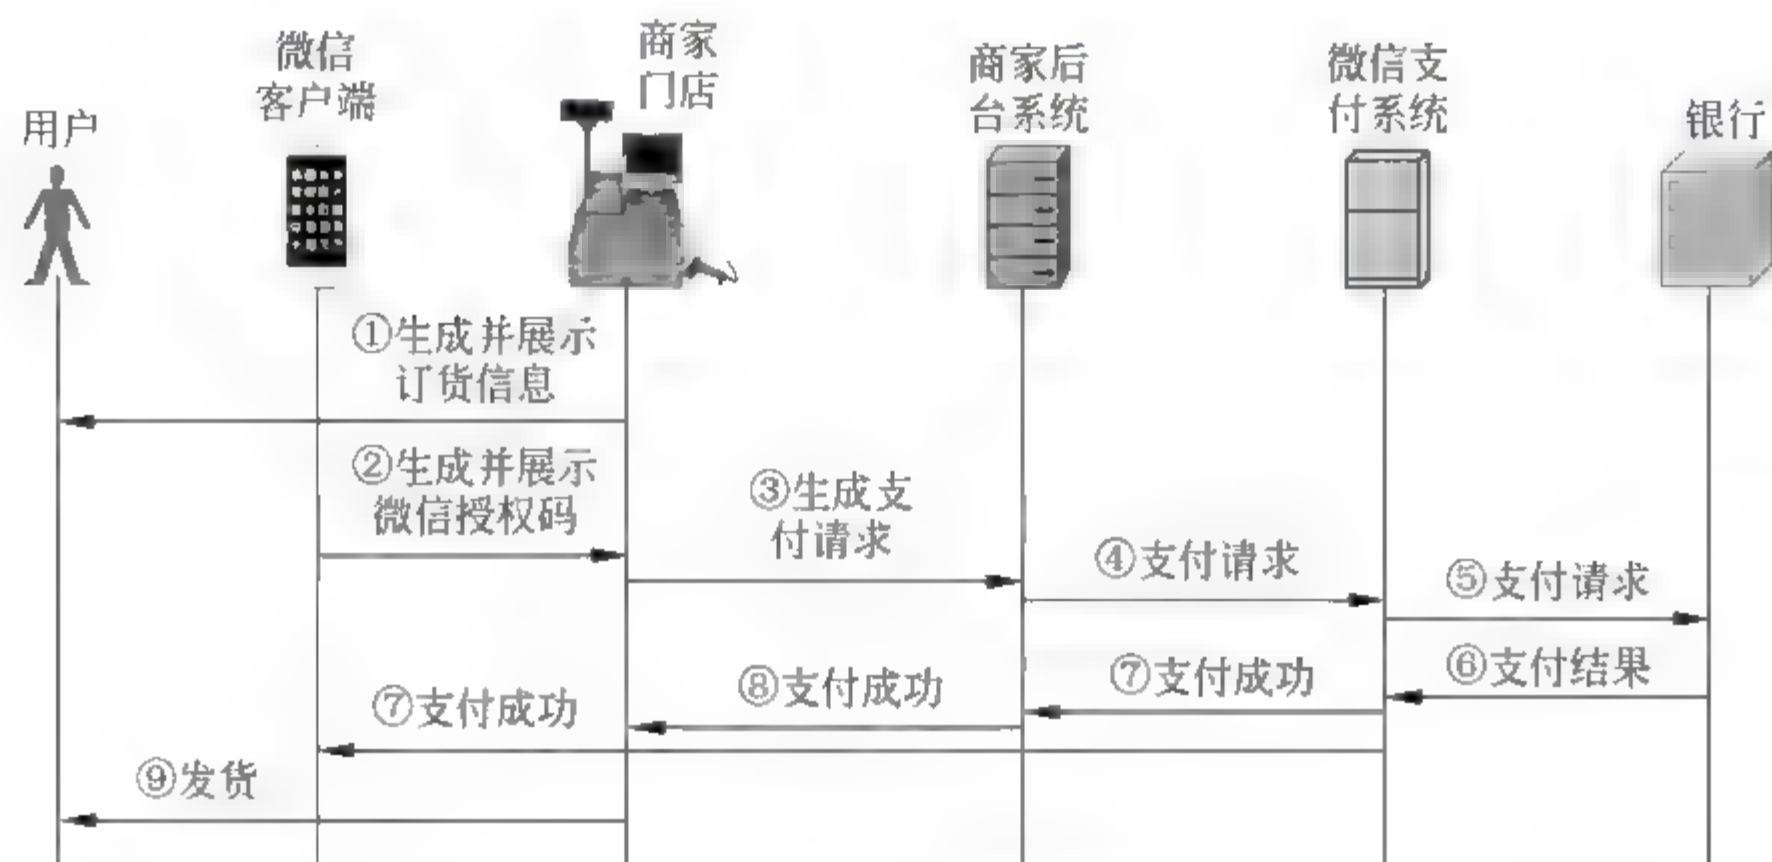 用户
微信
客户端
商家
门店
商家后
台系统
微信支
付系统
银行
①生成并展示
订货信息
②生成并展示
微信授权码
③生成支
付请求
④支付请求
⑤支付请求
⑥支付结果
⑦支付成功
⑧支付成功
⑦支付成功
⑨发货